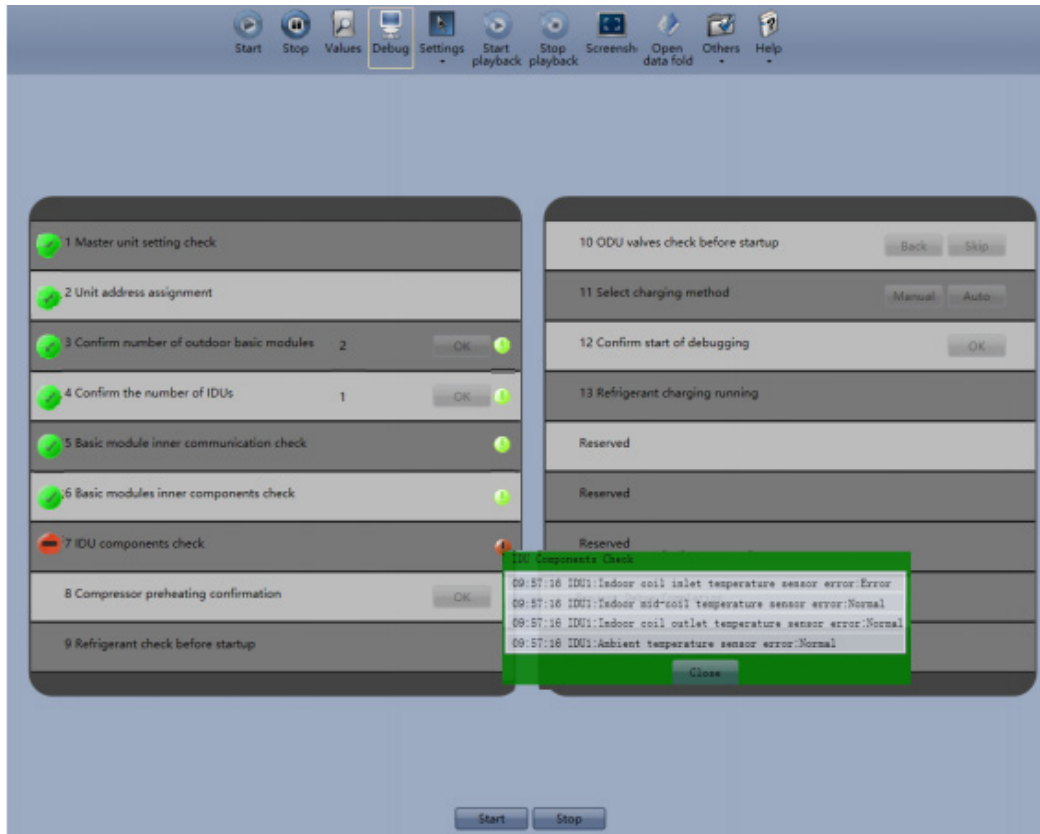 Start Stop Values Debug Settings Start playback Stop playback Screensh Open data fold Others Help
1 Master unit setting check
2 Unit address assignment
3 Confirm number of outdoor basic modules 2 OK
4 Confirm the number of IDUs 1 OK
5 Basic module inner communication check
6 Basic modules inner components check
7 IDU components check
8 Compressor preheating confirmation OK
9 Refrigerant check before startup
10 ODU valves check before startup Back Skip
11 Select charging method Manual Auto
12 Confirm start of debugging OK
13 Refrigerant charging running
Reserved
Reserved
Reserved
IDU Components Check
09:57:16 IDU1:Indoor coil inlet temperature sensor error:Error
09:57:16 IDU1:Indoor mid-coil temperature sensor error:Normal
09:57:16 IDU1:Indoor coil outlet temperature sensor error:Normal
09:57:16 IDU1:Ambient temperature sensor error:Normal
Close
Start Stop